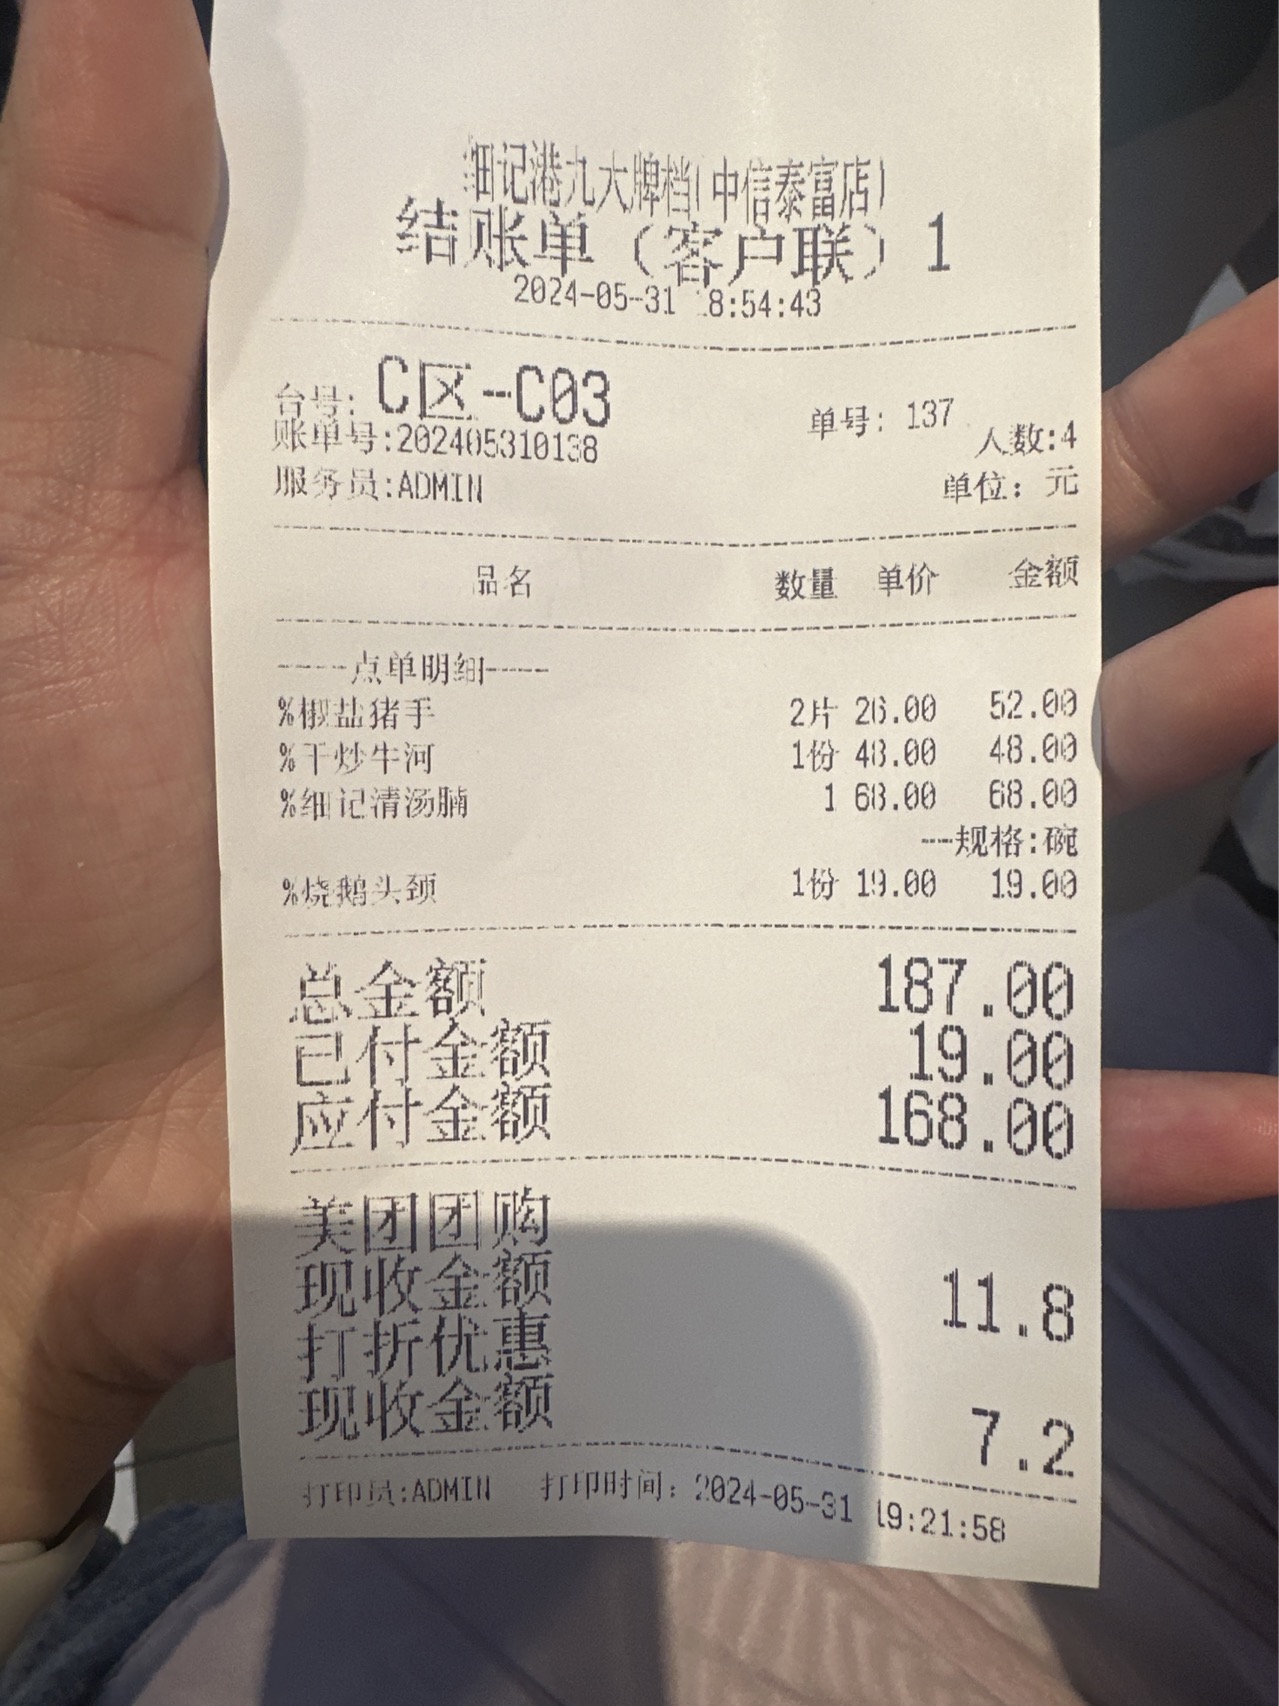 细记港九大牌档(中信泰富店)
结账单（客户联）1
2024-05-31 18:54:43
台号: C区-C03 单号: 137
账单号:202405310138 人数:4
服务员:ADMIN 单位: 元
品名 数量 单价 金额
----点单明细----
%椒盐猪手 2片 26.00 52.00
%干炒牛河 1份 48.00 48.00
%细记清汤腩 1 68.00 68.00
--规格:碗
%烧鹅头颈 1份 19.00 19.00
总金额 187.00
已付金额 19.00
应付金额 168.00
美团团购
现收金额 11.8
打折优惠
现收金额 7.2
打印员:ADMIN 打印时间: 2024-05-31 19:21:58